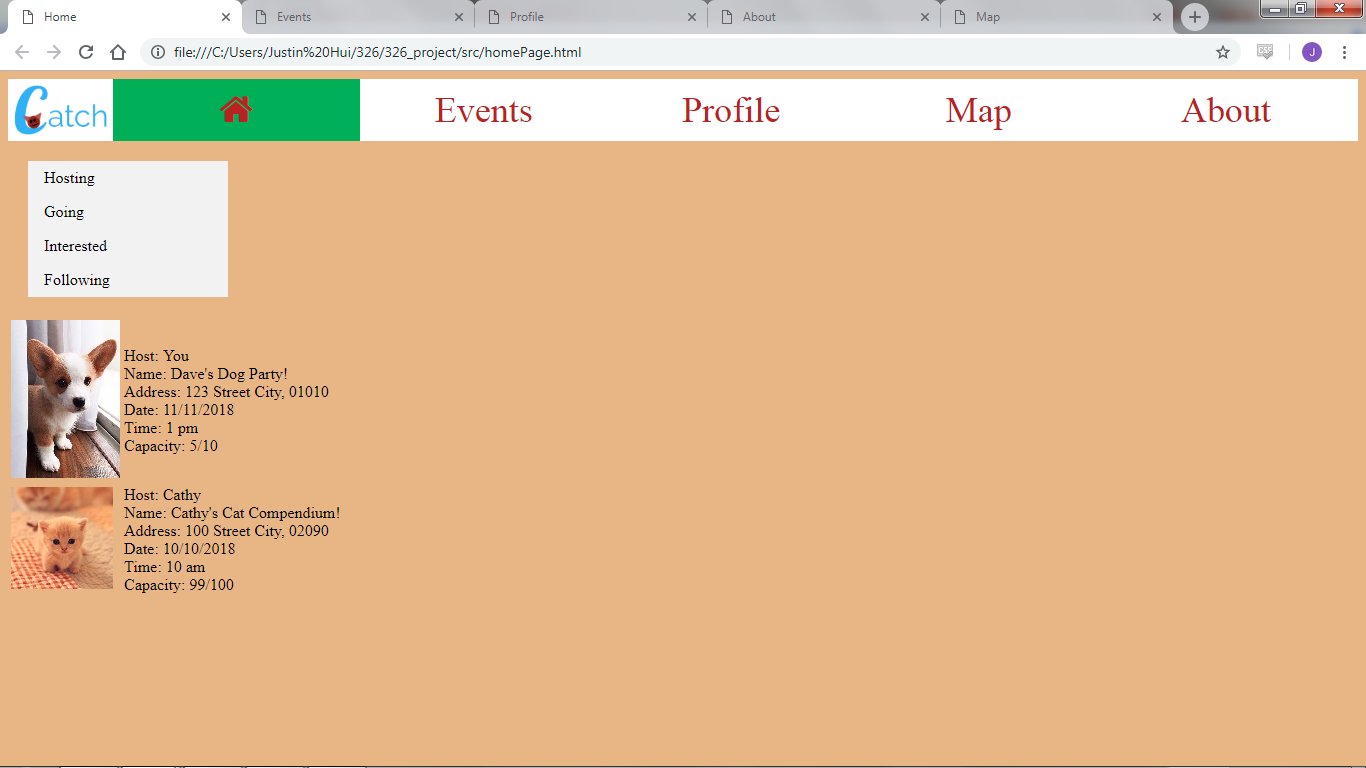 Home
Events
Profile
About
Map
file:///C:/Users/Justin%20Hui/326/326_project/src/homePage.html
CSS
J
Catch
Events
Profile
Map
About
Hosting
Going
Interested
Following
Host: You
Name: Dave's Dog Party!
Address: 123 Street City, 01010
Date: 11/11/2018
Time: 1 pm
Capacity: 5/10
Host: Cathy
Name: Cathy's Cat Compendium!
Address: 100 Street City, 02090
Date: 10/10/2018
Time: 10 am
Capacity: 99/100